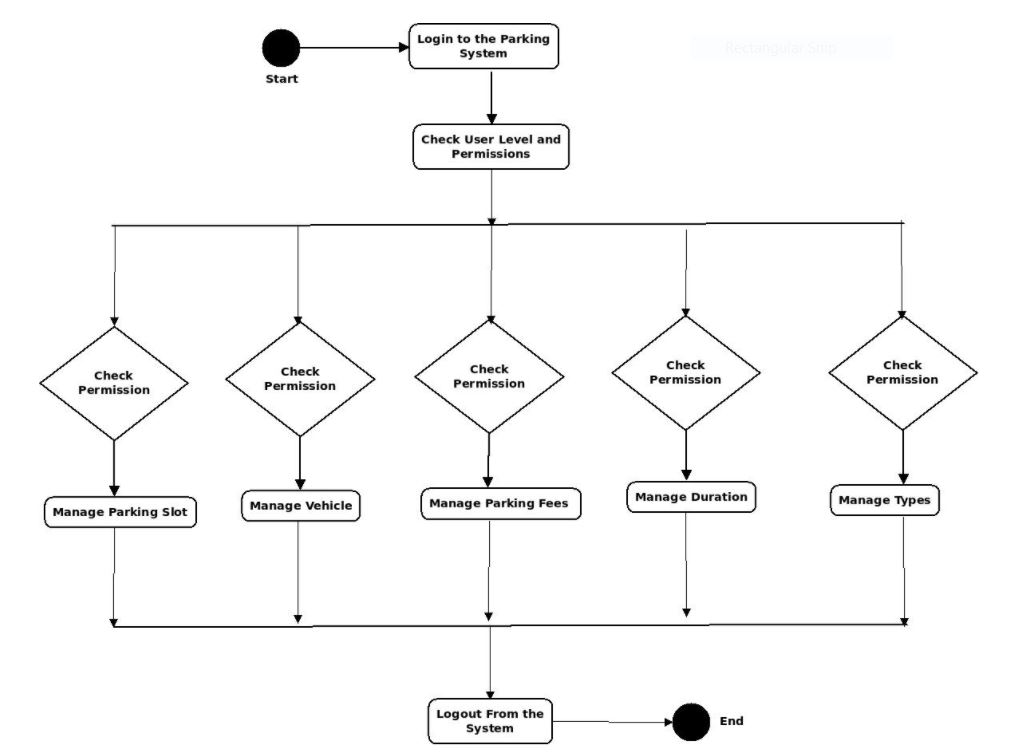 Rectangular Snip
Login to the Parking
System
Start
Check User Level and
Permissions
Check
Permission
Check
Permission
Check
Permission
Check
Permission
Check
Permission
Manage Parking Slot
Manage Vehicle
Manage Parking Fees
Manage Duration
Manage Types
Logout From the
System
End